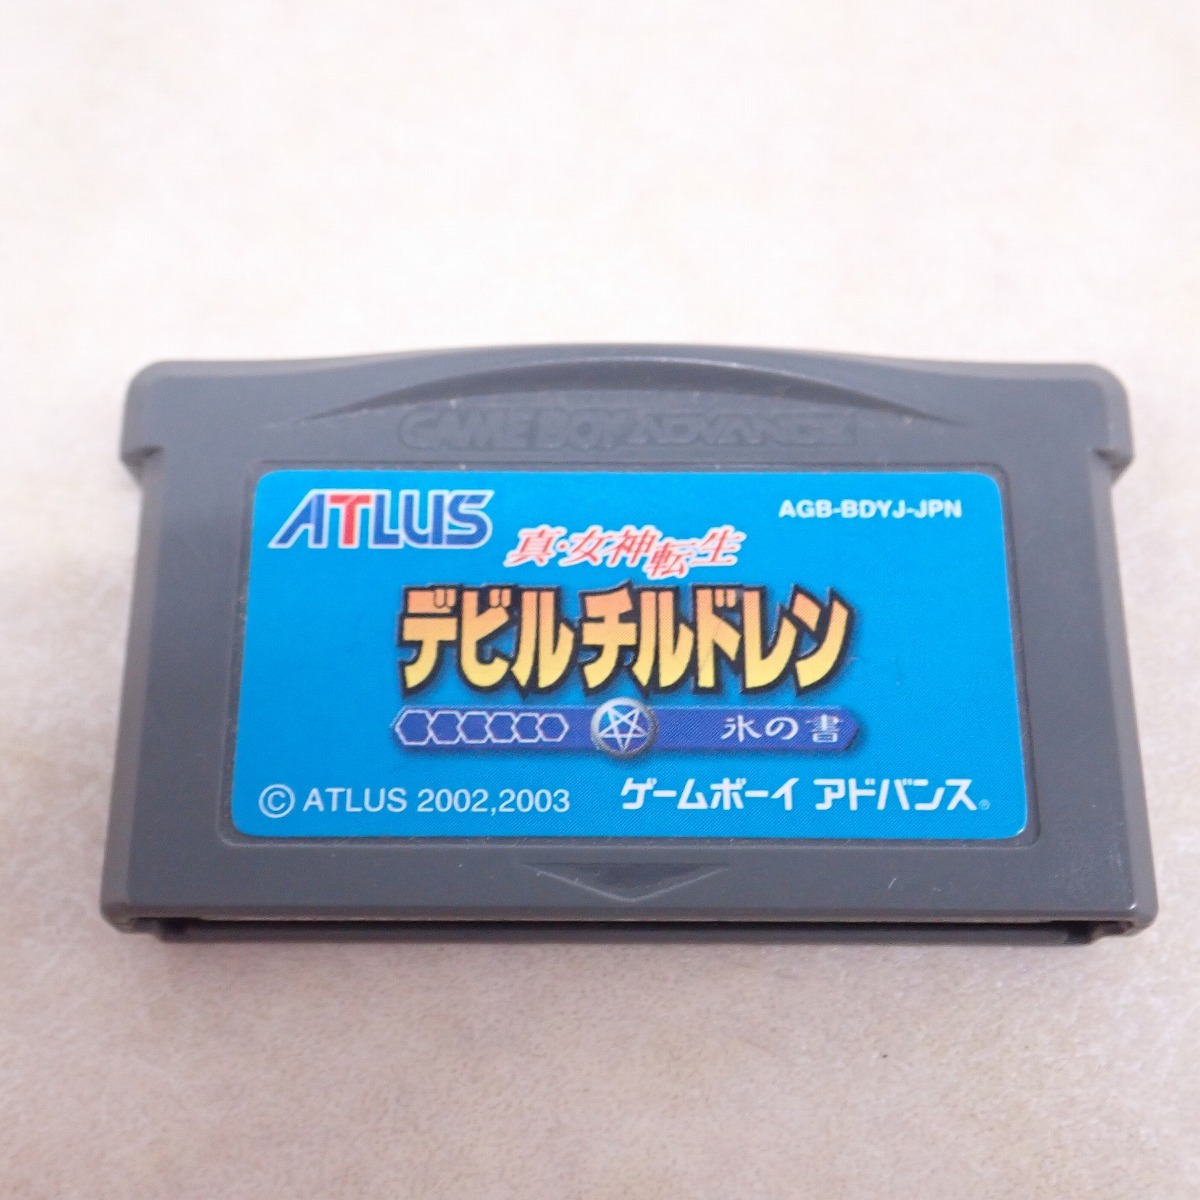 GAME BOY ADVANCE
ATLUS
AGB-BDYJ-JPN
真・女神転生
デビルチルドレン
氷の書
© ATLUS 2002,2003
ゲームボーイ アドバンス®